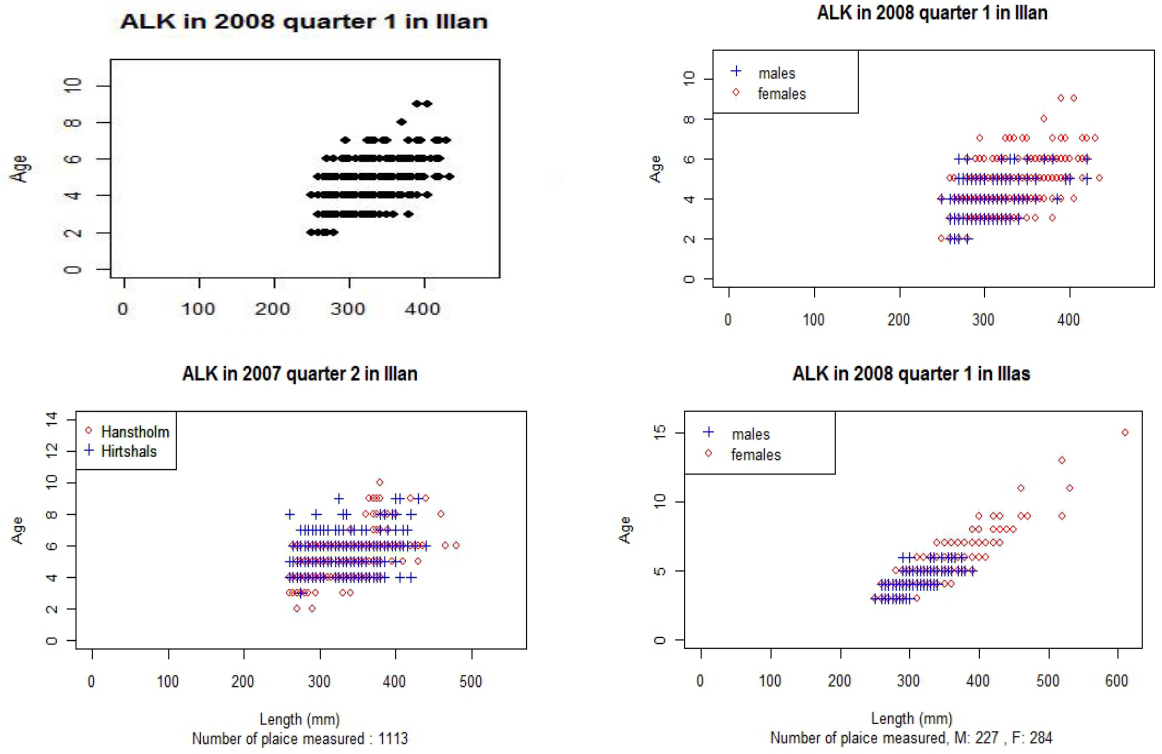 ALK in 2008 quarter 1 in IIIan
Age
10
8
6
4
2
0
0 100 200 300 400
ALK in 2008 quarter 1 in IIIan
males
females
Age
10
8
6
4
2
0
0 100 200 300 400
ALK in 2007 quarter 2 in IIIan
Hanstholm
Hirtshals
Age
14
12
10
8
6
4
2
0
0 100 200 300 400 500
Length (mm)
Number of plaice measured : 1113
ALK in 2008 quarter 1 in IIIas
males
females
Age
15
10
5
0
0 100 200 300 400 500 600
Length (mm)
Number of plaice measured, M: 227 , F: 284